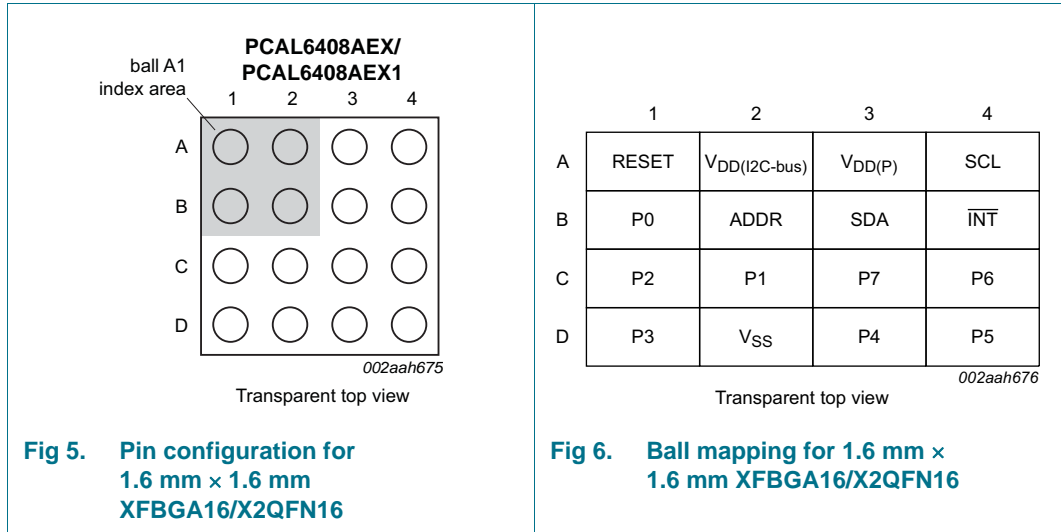 PCAL6408AEX/
PCAL6408AEX1
ball A1
index area
1 2 3 4
A
B
C
D
002aah675
Transparent top view
Fig 5. Pin configuration for
1.6 mm × 1.6 mm
XFBGA16/X2QFN16
1 2 3 4
A RESET VDD(I2C-bus) VDD(P) SCL
B P0 ADDR SDA INT
C P2 P1 P7 P6
D P3 VSS P4 P5
002aah676
Transparent top view
Fig 6. Ball mapping for 1.6 mm ×
1.6 mm XFBGA16/X2QFN16